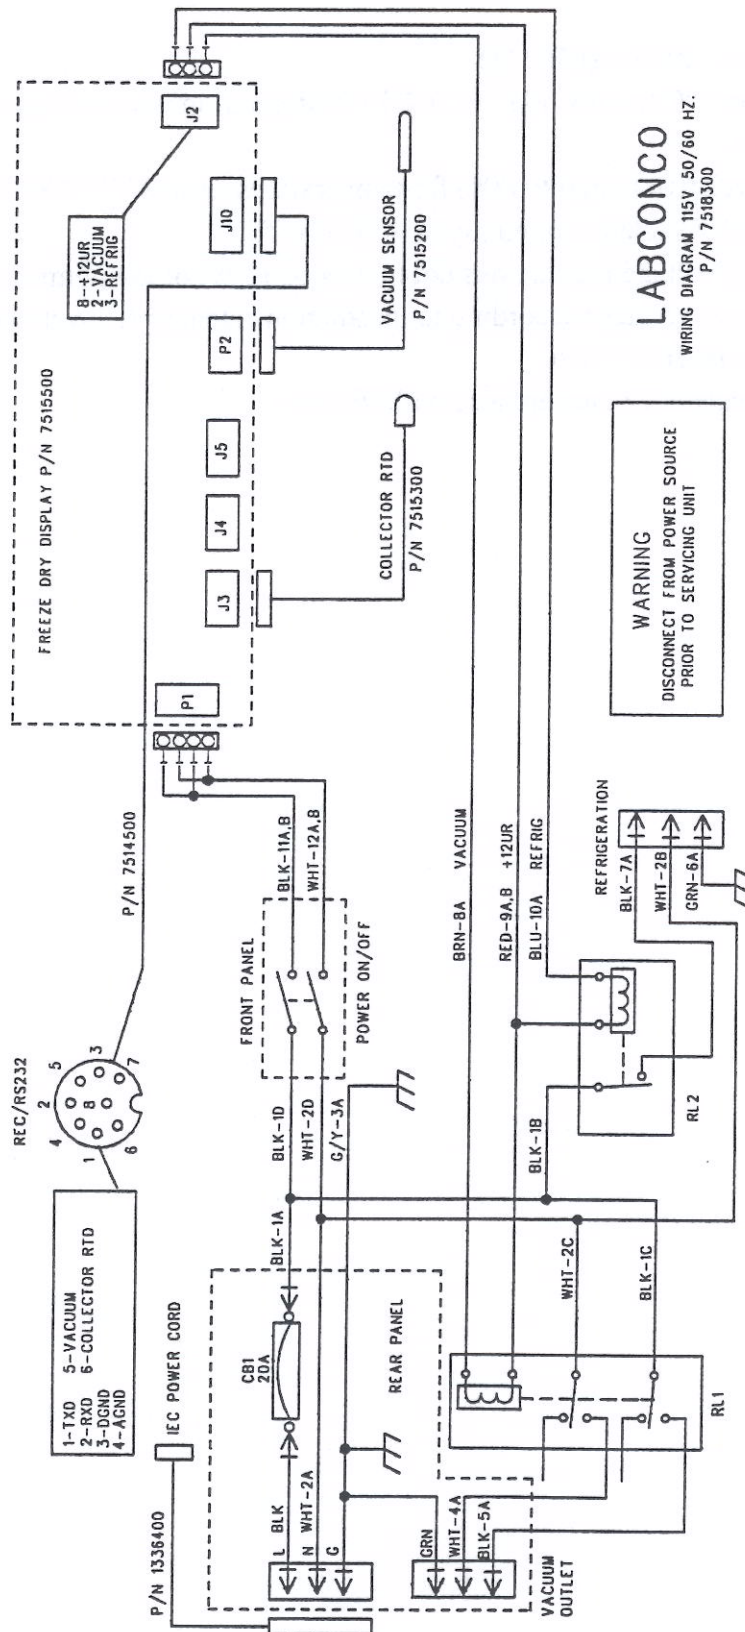 REC/RS232
1
2
3
4
5
6
7
8
1-TXD 5-VACUUM
2-RXD 6-COLLECTOR RTD
3-DGND
4-AGND
P/N 7514500
FREEZE DRY DISPLAY P/N 7515500
8-+12UR
2-VACUUM
3-REFRIG
J2
P1
J3
J4
J5
P2
J10
COLLECTOR RTD
P/N 7515300
VACUUM SENSOR
P/N 7515200
P/N 1336400
IEC POWER CORD
L BLK
N WHT-2A
G
CB1
20A
REAR PANEL
BLK-1A
BLK-1D
WHT-2D
G/Y-3A
FRONT PANEL
POWER ON/OFF
BLK-11A,B
WHT-12A,B
BRN-8A VACUUM
RED-9A,B +12UR
BLU-10A REFRIG
GRN
WHT-4A
BLK-5A
VACUUM
OUTLET
WHT-2C
BLK-1C
RL1
BLK-1B
RL2
REFRIGERATION
BLK-7A
WHT-2B
GRN-6A
WARNING
DISCONNECT FROM POWER SOURCE
PRIOR TO SERVICING UNIT
LABCONCO
WIRING DIAGRAM 115V 50/60 HZ.
P/N 7518300